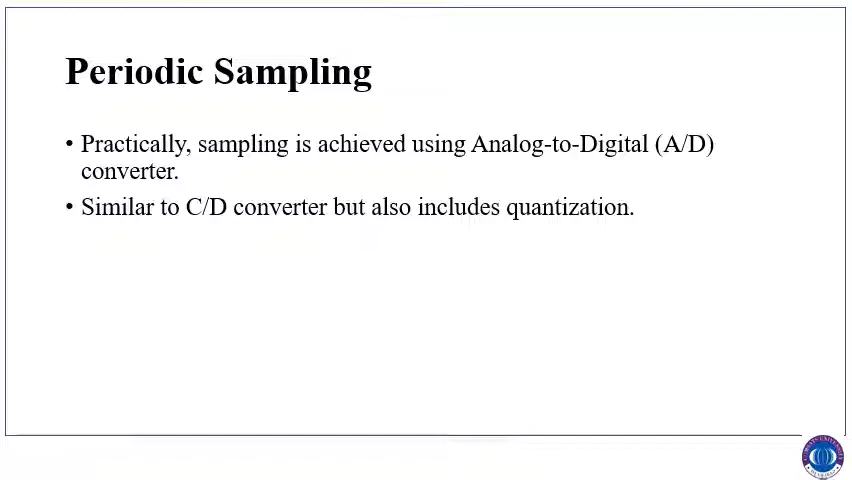 Periodic Sampling
• Practically, sampling is achieved using Analog-to-Digital (A/D)
converter.
• Similar to C/D converter but also includes quantization.